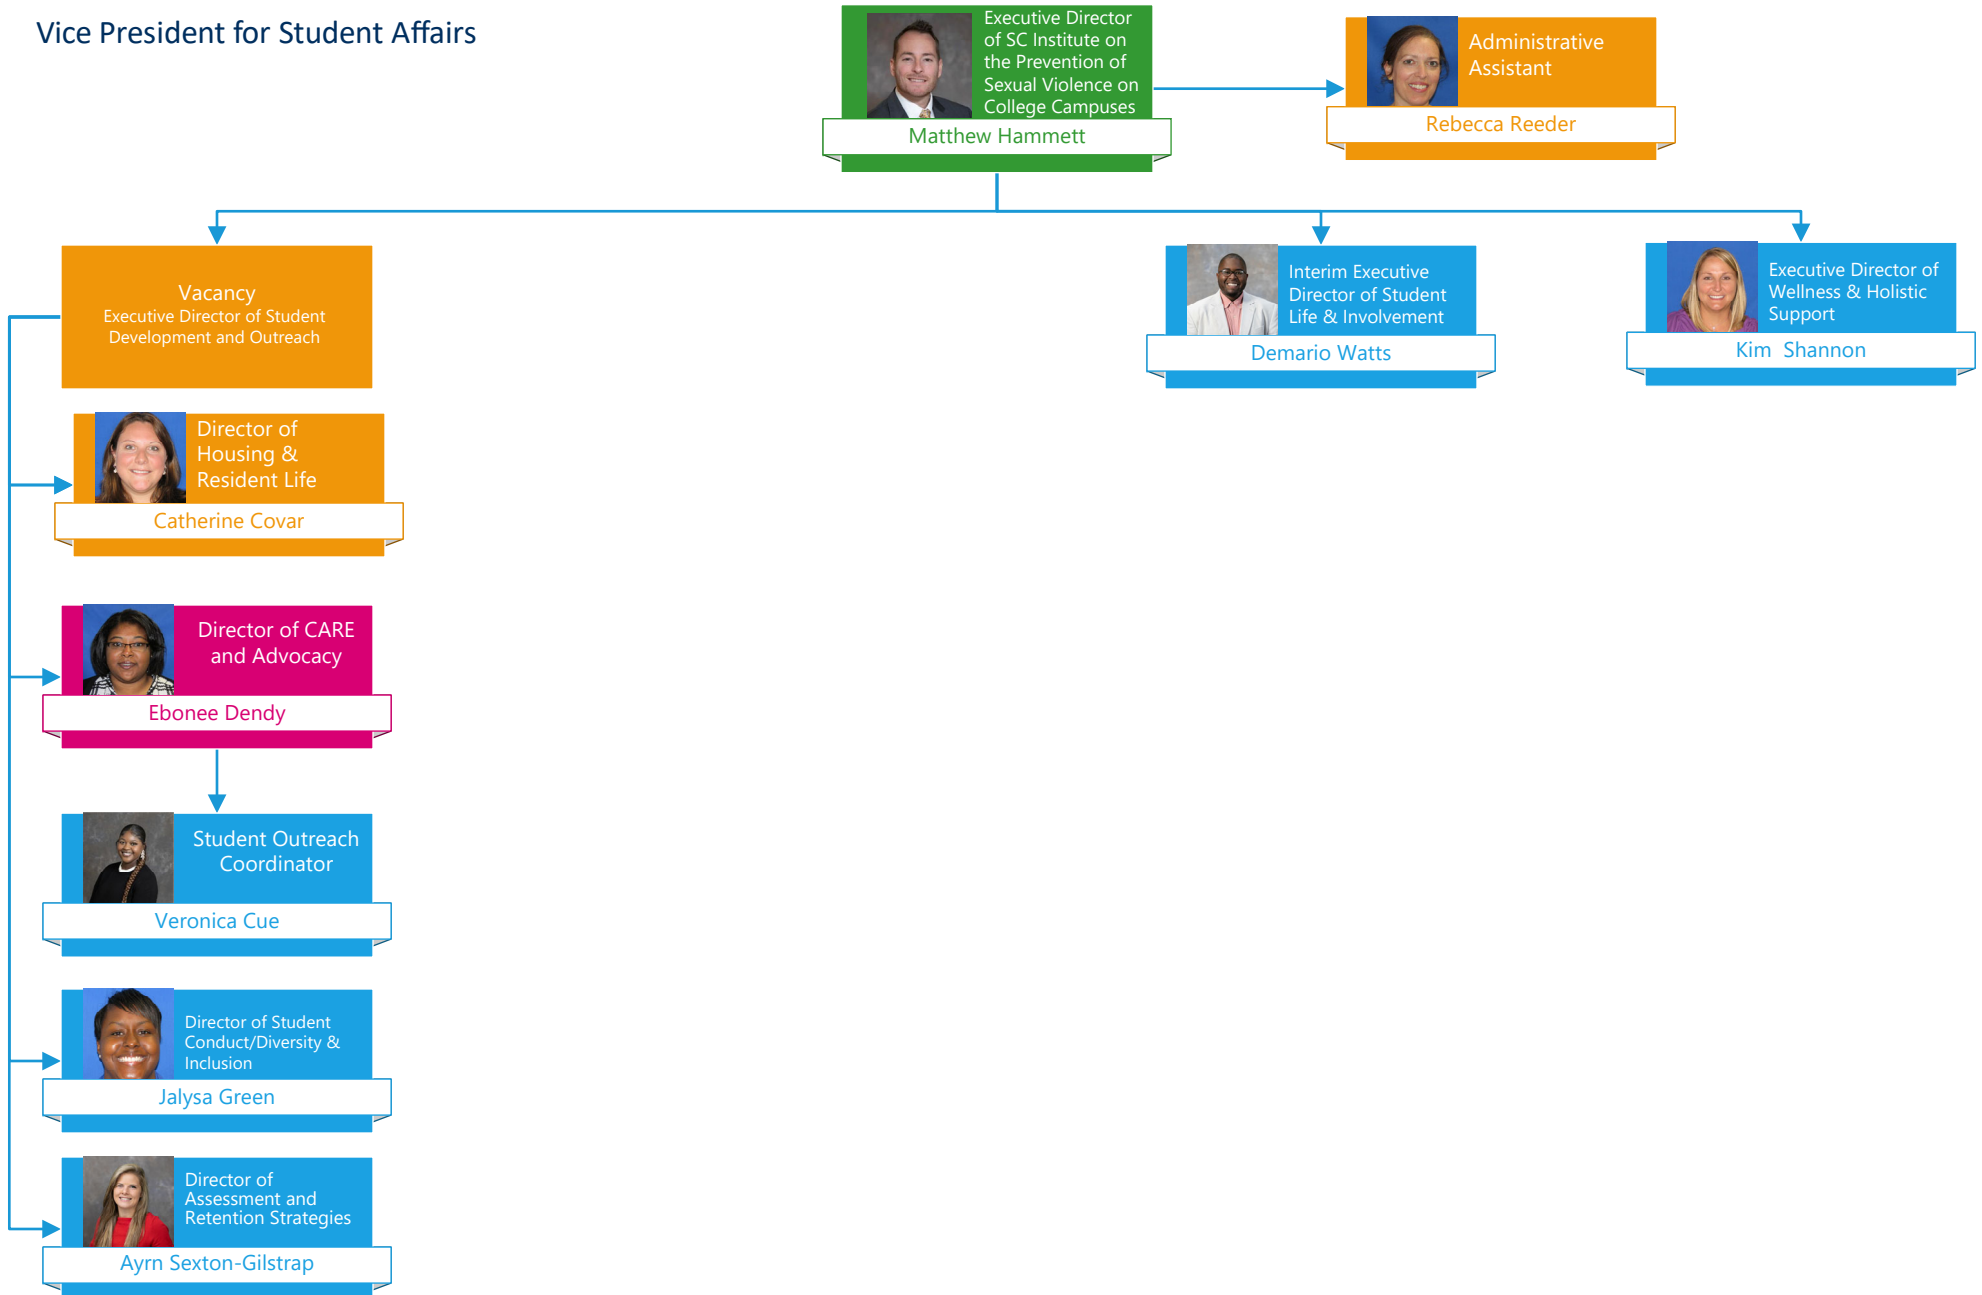 Vice President for Student Affairs
Executive Director
of SC Institute on
the Prevention of
Sexual Violence on
College Campuses
Matthew Hammett
Administrative
Assistant
Rebecca Reeder
Vacancy
Executive Director of Student
Development and Outreach
Interim Executive
Director of Student
Life & Involvement
Demario Watts
Executive Director of
Wellness & Holistic
Support
Kim  Shannon
Director of
Housing &
Resident Life
Catherine Covar
Director of CARE
and Advocacy
Ebonee Dendy
Student Outreach
Coordinator
Veronica Cue
Director of Student
Conduct/Diversity &
Inclusion
Jalysa Green
Director of
Assessment and
Retention Strategies
Ayrn Sexton-Gilstrap